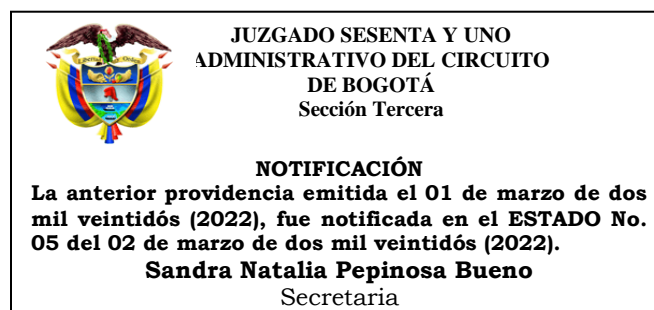 JUZGADO SESENTA Y UNO
ADMINISTRATIVO DEL CIRCUITO
DE BOGOTÁ
Sección Tercera
NOTIFICACIÓN
La anterior providencia emitida el 01 de marzo de dos
mil veintidós (2022), fue notificada en el ESTADO No.
05 del 02 de marzo de dos mil veintidós (2022).
Sandra Natalia Pepinosa Bueno
Secretaria